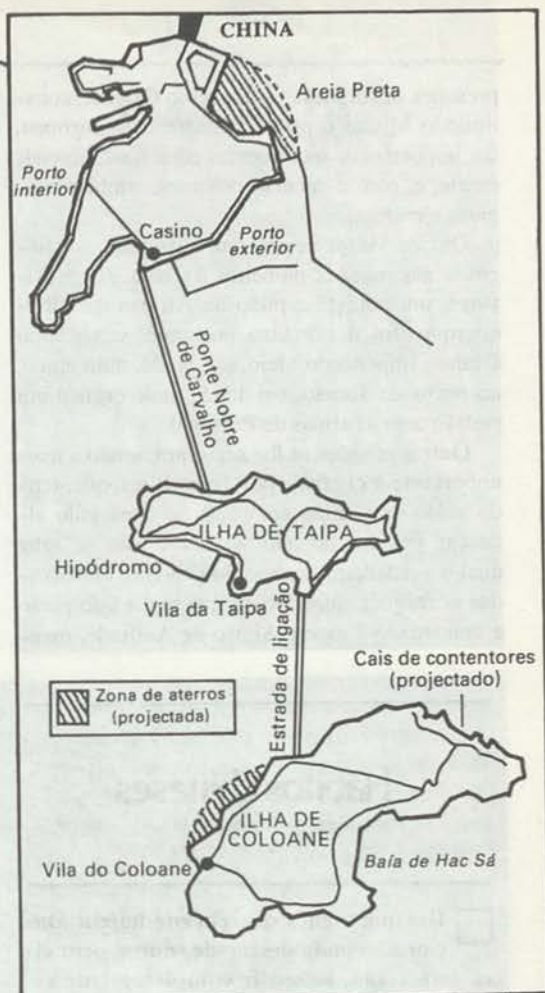 CHINA
Areia Preta
Porto
interior
Casino
Porto
exterior
Ponte Nobre
de Carvalho
ILHA DE TAIPA
Hipódromo
Vila da Taipa
Estrada de ligação
Cais de contentores
(projectado)
Zona de aterros
(projectada)
ILHA DE
COLOANE
Vila do Coloane
Baía de Hac Sá